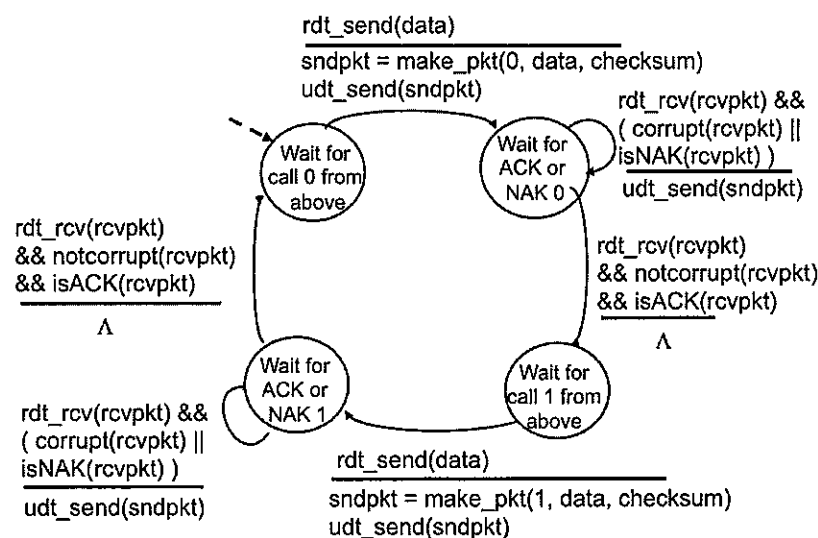 rdt_send(data)
sndpkt = make_pkt(0, data, checksum)
udt_send(sndpkt)
Wait for
call 0 from
above
Wait for
ACK or
NAK 0
rdt_rcv(rcvpkt) &&
( corrupt(rcvpkt) ||
isNAK(rcvpkt) )
udt_send(sndpkt)
rdt_rcv(rcvpkt)
&& notcorrupt(rcvpkt)
&& isACK(rcvpkt)
Λ
rdt_rcv(rcvpkt)
&& notcorrupt(rcvpkt)
&& isACK(rcvpkt)
Λ
Wait for
ACK or
NAK 1
Wait for
call 1 from
above
rdt_rcv(rcvpkt) &&
( corrupt(rcvpkt) ||
isNAK(rcvpkt) )
udt_send(sndpkt)
rdt_send(data)
sndpkt = make_pkt(1, data, checksum)
udt_send(sndpkt)